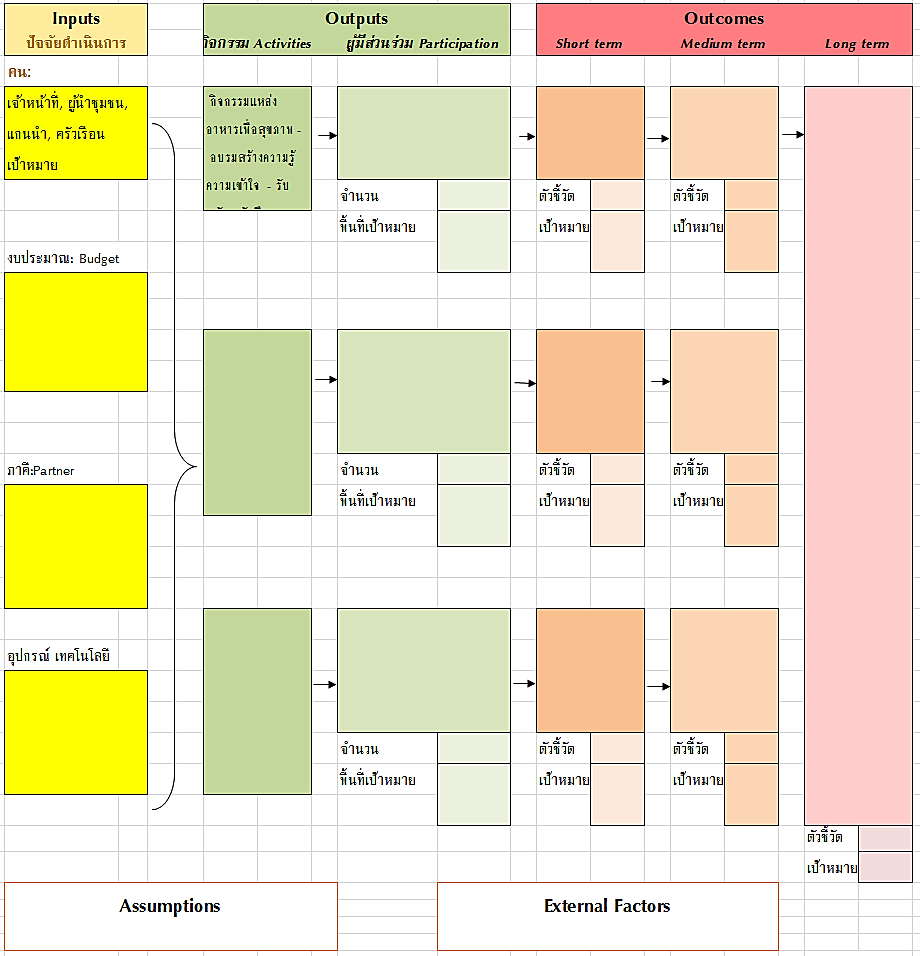 Inputs
ปัจจัยดำเนินการ
Outputs
กิจกรรม Activities
ผู้มีส่วนร่วม Participation
Outcomes
Short term
Medium term
Long term
คน:
เจ้าหน้าที่, ผู้นำชุมชน,
แกนนำ, ครัวเรือน
เป้าหมาย
กิจกรรมแหล่ง
อาหารเพื่อสุขภาพ -
อบรมสร้างความรู้
ความเข้าใจ - รับ
จำนวน
พื้นที่เป้าหมาย
ตัวชี้วัด
เป้าหมาย
ตัวชี้วัด
เป้าหมาย
งบประมาณ: Budget
ภาคี:Partner
จำนวน
พื้นที่เป้าหมาย
ตัวชี้วัด
เป้าหมาย
ตัวชี้วัด
เป้าหมาย
อุปกรณ์ เทคโนโลยี
จำนวน
พื้นที่เป้าหมาย
ตัวชี้วัด
เป้าหมาย
ตัวชี้วัด
เป้าหมาย
ตัวชี้วัด
เป้าหมาย
Assumptions
External Factors